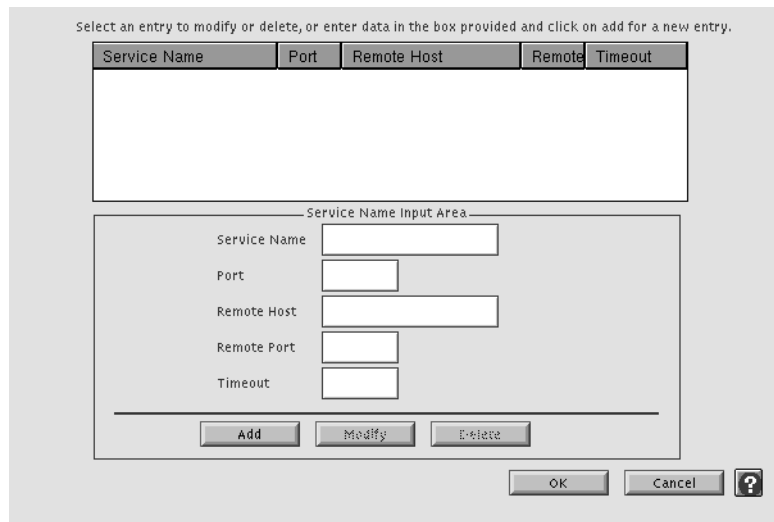 Select an entry to modify or delete, or enter data in the box provided and click on add for a new entry.
Service Name Port Remote Host Remote Timeout
Service Name Input Area
Service Name
Port
Remote Host
Remote Port
Timeout
Add Modify Delete
OK Cancel ?